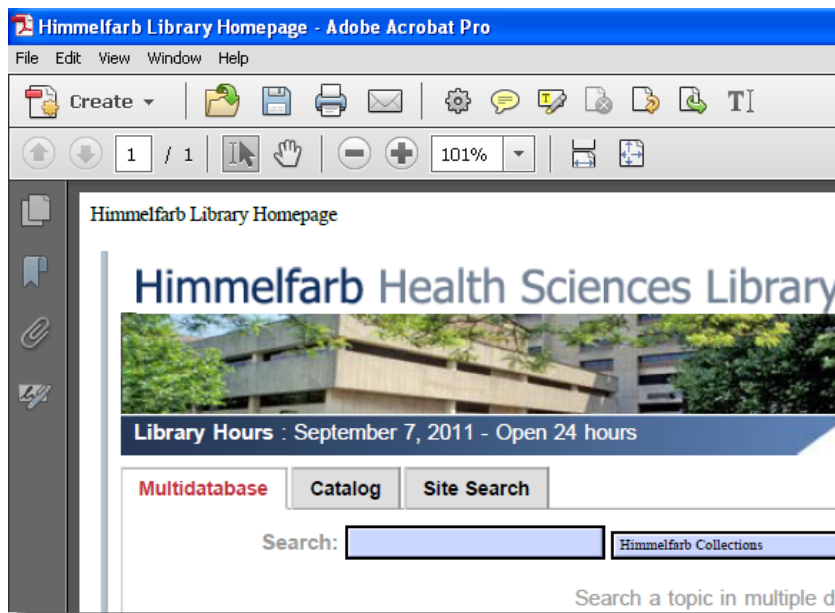 Himmelfarb Library Homepage - Adobe Acrobat Pro
File Edit View Window Help
Create
1 / 1 101%
Himmelfarb Library Homepage
Himmelfarb Health Sciences Library
Library Hours : September 7, 2011 - Open 24 hours
Multidatabase Catalog Site Search
Search: Himmelfarb Collections
Search a topic in multiple